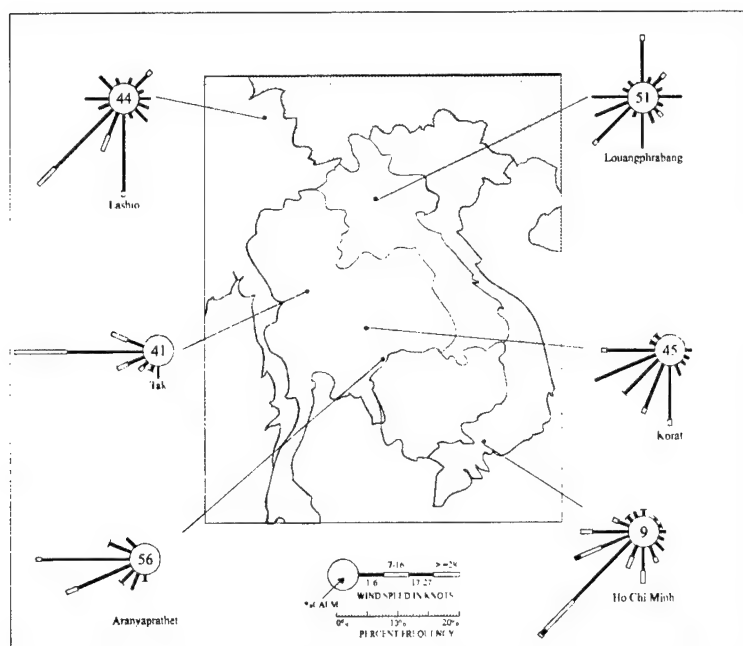 44
Lashio
51
Louangphrabang
41
Tak
45
Korat
56
Aranyaprathet
9
Ho Chi Minh
7-16
1-6
17-27
WIND SPEED IN KNOTS
0%
10%
20%
PERCENT FREQUENCY